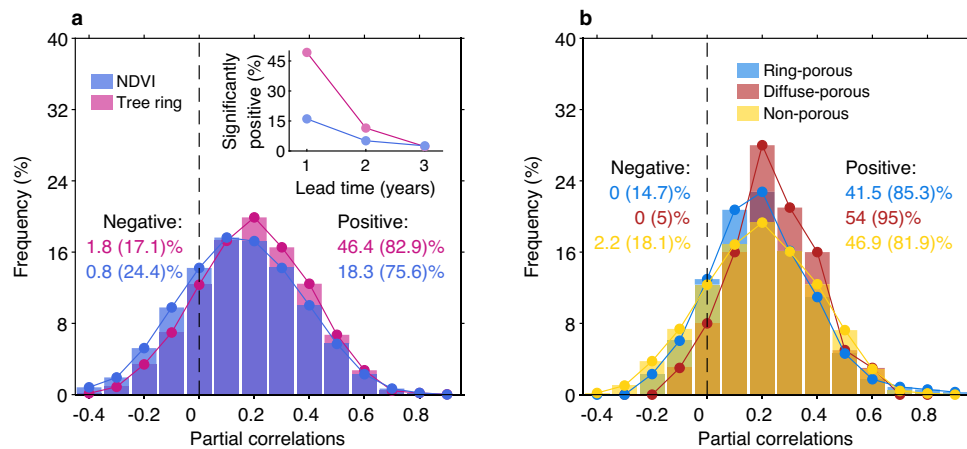 a
40
32
24
16
8
0
Frequency (%)
NDVI
Tree ring
Significantly
positive (%)
45
30
15
0
1 2 3
Lead time (years)
Negative:
1.8 (17.1)%
0.8 (24.4)%
Positive:
46.4 (82.9)%
18.3 (75.6)%
-0.4 -0.2 0 0.2 0.4 0.6 0.8
Partial correlations
b
40
32
24
16
8
0
Frequency (%)
Ring-porous
Diffuse-porous
Non-porous
Negative:
0 (14.7)%
0 (5)%
2.2 (18.1)%
Positive:
41.5 (85.3)%
54 (95)%
46.9 (81.9)%
-0.4 -0.2 0 0.2 0.4 0.6 0.8
Partial correlations